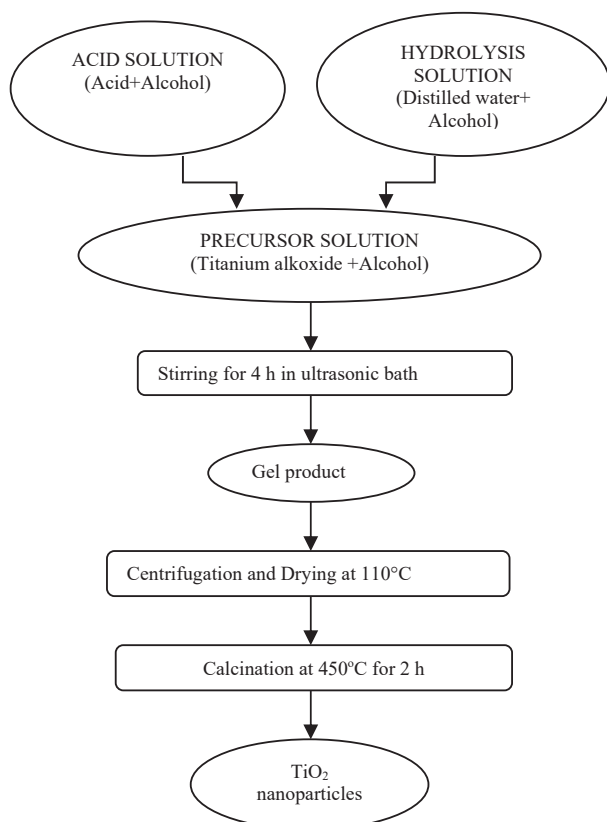 ACID SOLUTION
(Acid+Alcohol)
HYDROLYSIS
SOLUTION
(Distilled water+
Alcohol)
PRECURSOR SOLUTION
(Titanium alkoxide +Alcohol)
Stirring for 4 h in ultrasonic bath
Gel product
Centrifugation and Drying at 110°C
Calcination at 450ºC for 2 h
TiO₂
nanoparticles